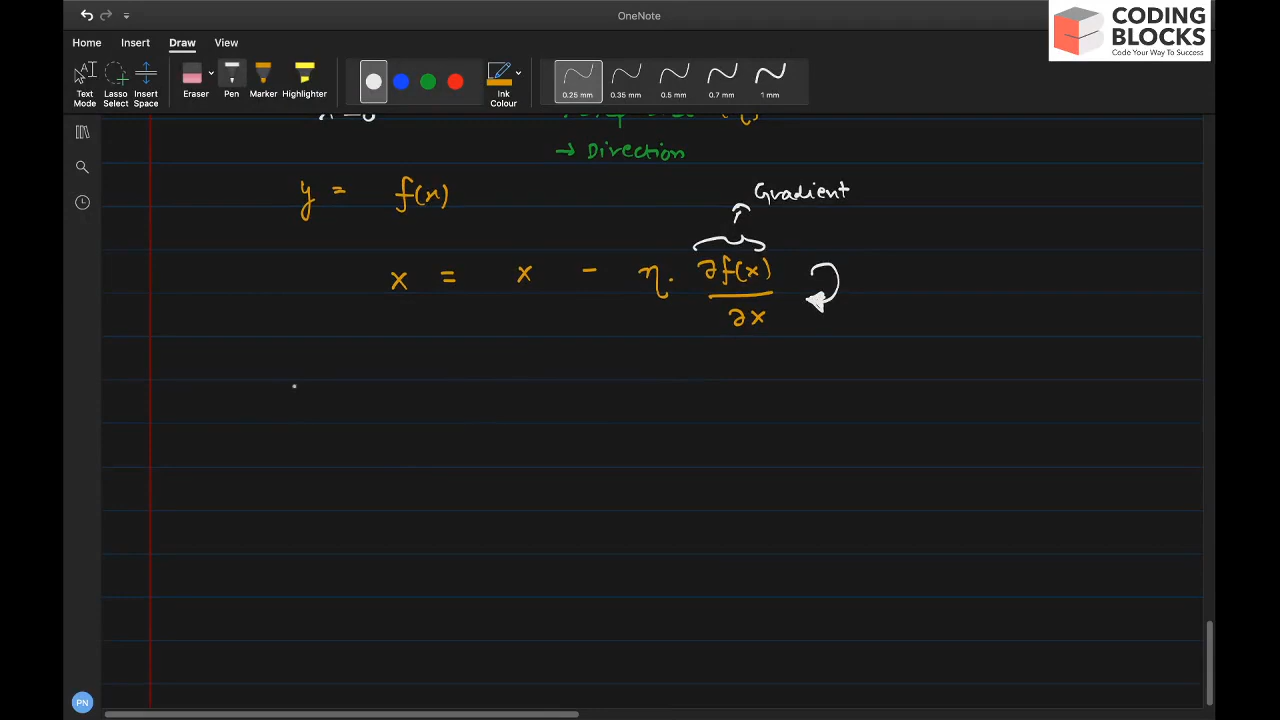 OneNote
CODING
BLOCKS
Code Your Way To Success
Home Insert Draw View
Text Mode
Lasso Select
Insert Space
Eraser
Pen
Marker
Highlighter
Ink Colour
0.25 mm
0.35 mm
0.5 mm
0.7 mm
1 mm
→ Direction
y = f(x)
Gradient
x = x - η. ∂f(x)
∂x
PN